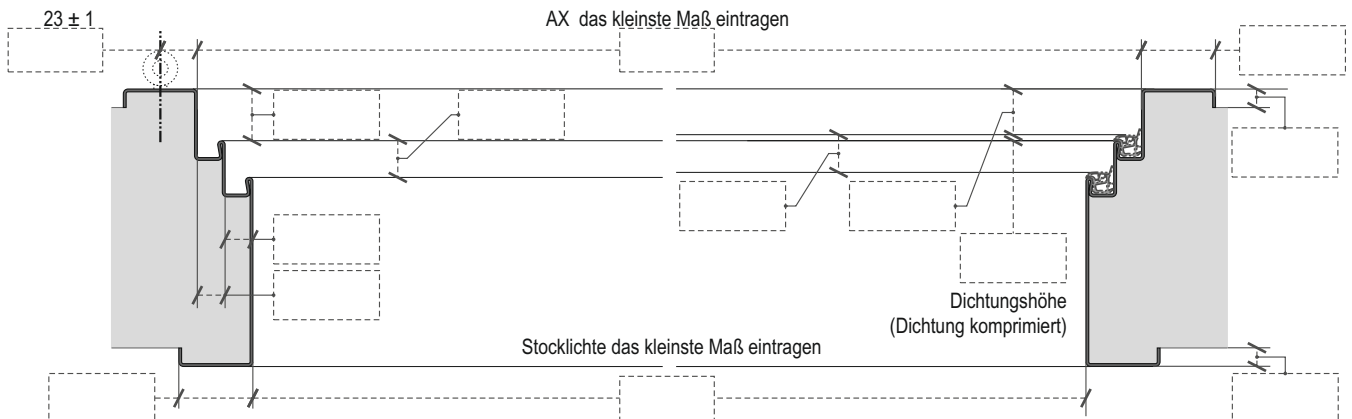 23 ± 1
AX das kleinste Maß eintragen
Dichtungshöhe
(Dichtung komprimiert)
Stocklichte das kleinste Maß eintragen